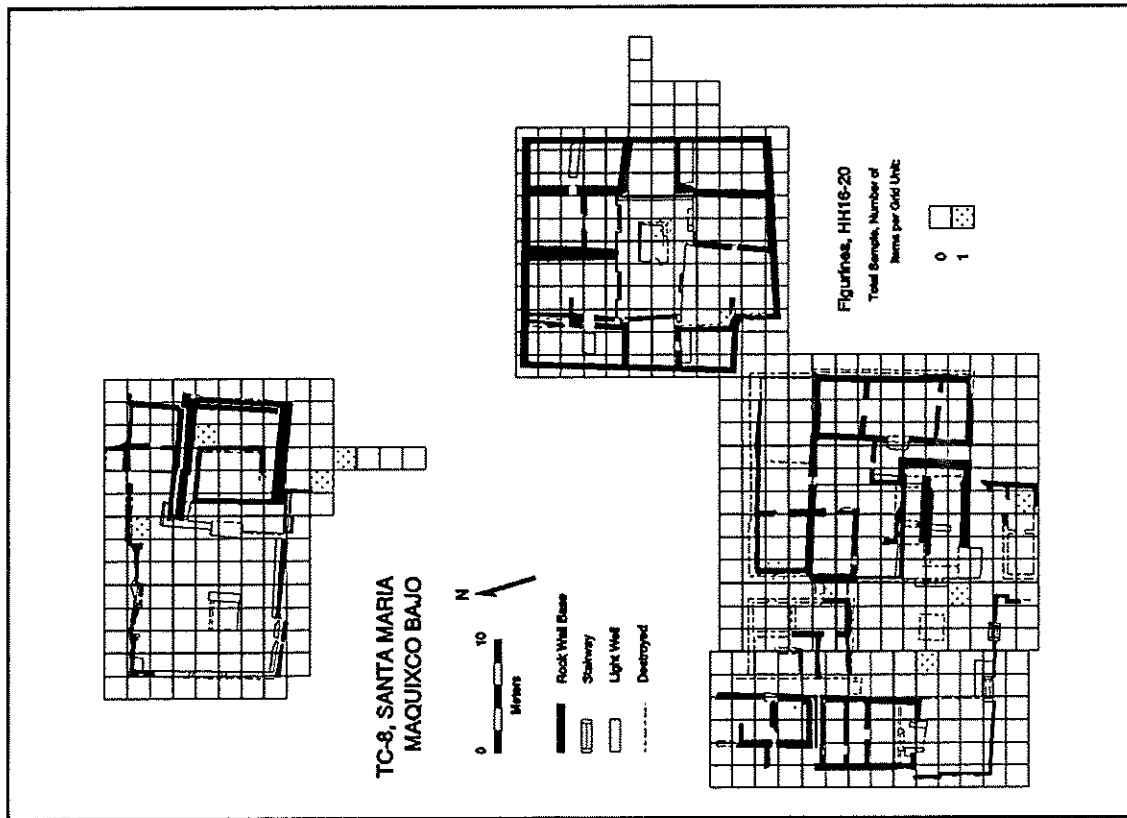 TC-8, SANTA MARIA
MAQUIXCO BAJO
N
0 10
Meters
Rock Wall Base
Stairway
Light Well
Destroyed
Figurines, HH16-20
Total Sample, Number of
Items per Grid Unit:
0
1